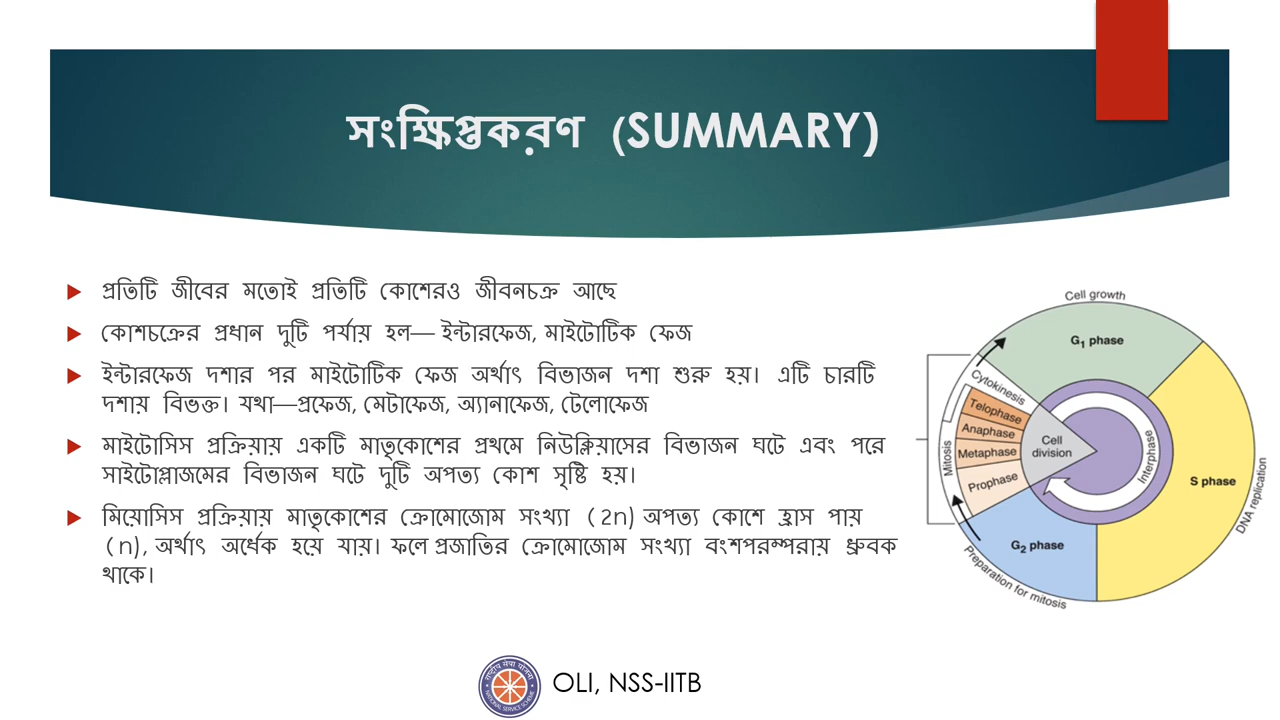 সংক্ষিপ্তকরণ (SUMMARY)
প্রতিটি জীবের মতোই প্রতিটি কোশেরও জীবনচক্র আছে
কোশচক্রের প্রধান দুটি পর্যায় হল— ইন্টারফেজ, মাইটোটিক ফেজ
ইন্টারফেজ দশার পর মাইটোটিক ফেজ অর্থাৎ বিভাজন দশা শুরু হয়। এটি চারটি
দশায় বিভক্ত। যথা—প্রফেজ, মেটাফেজ, অ্যানাফেজ, টেলোফেজ
মাইটোসিস প্রক্রিয়ায় একটি মাতৃকোশের প্রথমে নিউক্লিয়াসের বিভাজন ঘটে এবং পরে
সাইটোপ্লাজমের বিভাজন ঘটে দুটি অপত্য কোশ সৃষ্টি হয়।
মিয়োসিস প্রক্রিয়ায় মাতৃকোশের ক্রোমোজোম সংখ্যা (2n) অপত্য কোশে হ্রাস পায়
(n), অর্থাৎ অর্ধেক হয়ে যায়। ফলে প্রজাতির ক্রোমোজোম সংখ্যা বংশপরম্পরায় ধ্রুবক
থাকে।
Cell growth
G1 phase
Cytokinesis
Telophase
Anaphase
Metaphase
Prophase
Mitosis
Cell
division
Interphase
S phase
DNA replication
G2 phase
Preparation for mitosis
राष्ट्रीय सेवा योजना
NATIONAL SERVICE SCHEME
OLI, NSS-IITB